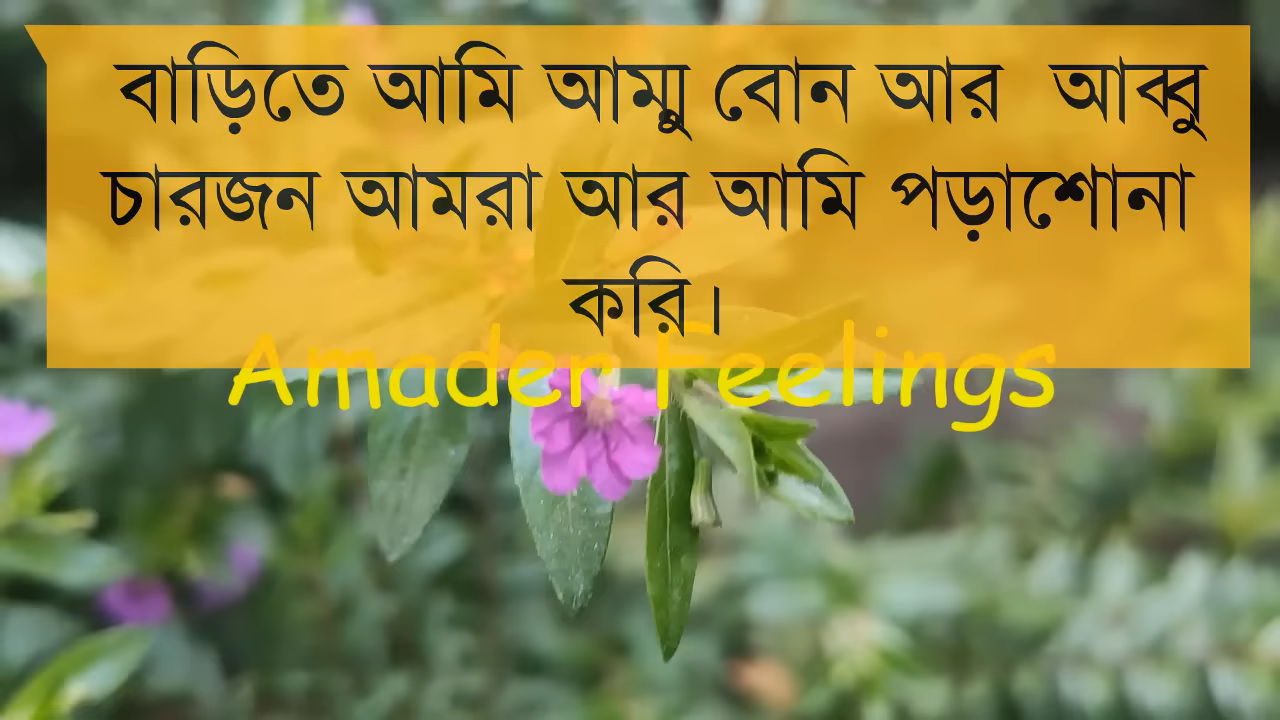 বাড়িতে আমি আম্মু বোন আর আব্বু
চারজন আমরা আর আমি পড়াশোনা
করি।
Amader Feelings